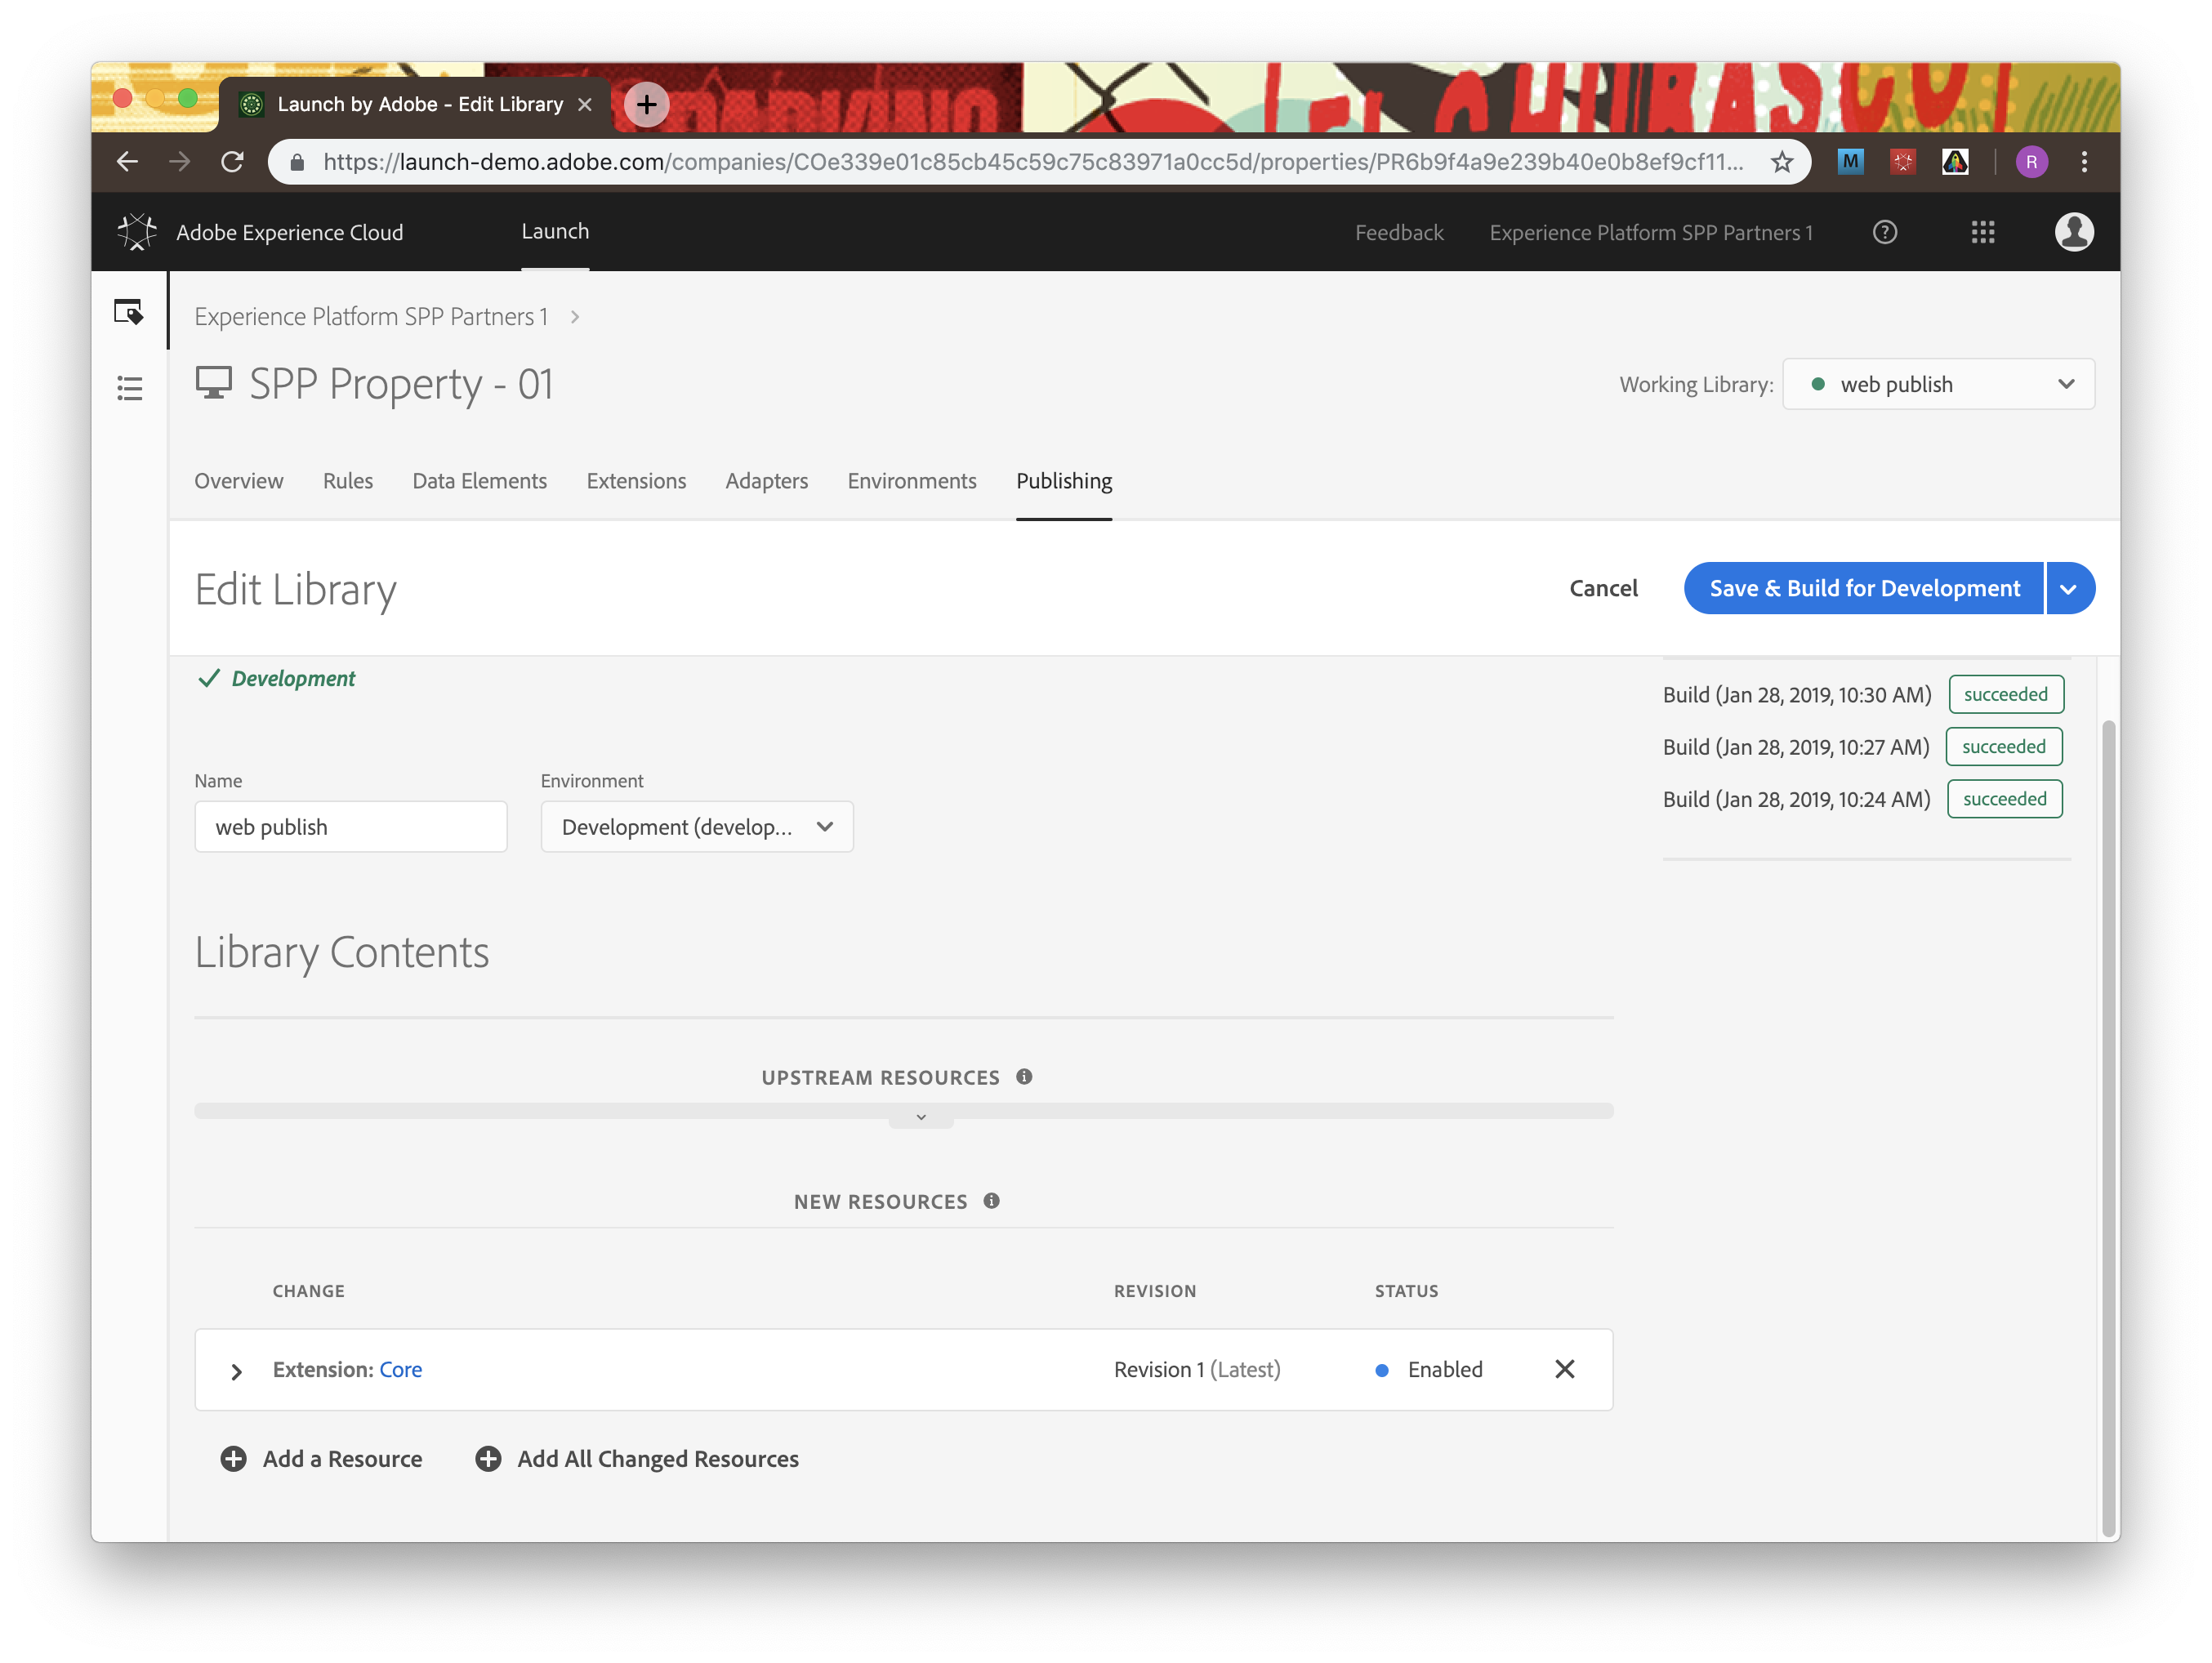 Launch by Adobe - Edit Library
https://launch-demo.adobe.com/companies/COe339e01c85cb45c59c75c83971a0cc5d/properties/PR6b9f4a9e239b40e0b8ef9cf11...
M
R
Adobe Experience Cloud
Launch
Feedback
Experience Platform SPP Partners 1
Experience Platform SPP Partners 1
SPP Property - 01
Working Library:
web publish
Overview
Rules
Data Elements
Extensions
Adapters
Environments
Publishing
Edit Library
Cancel
Save & Build for Development
Development
Build (Jan 28, 2019, 10:30 AM) succeeded
Build (Jan 28, 2019, 10:27 AM) succeeded
Build (Jan 28, 2019, 10:24 AM) succeeded
Name
Environment
web publish
Development (develop...
Library Contents
UPSTREAM RESOURCES
NEW RESOURCES
CHANGE
REVISION
STATUS
Extension: Core
Revision 1 (Latest)
Enabled
Add a Resource
Add All Changed Resources